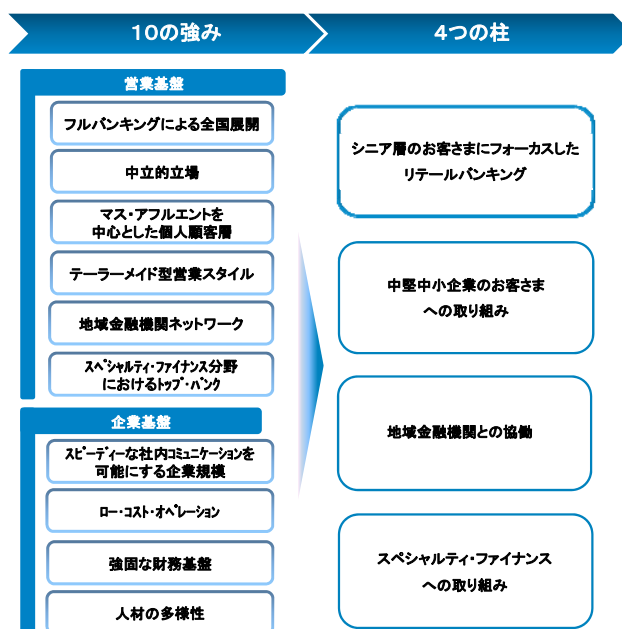 10の強み
4つの柱
営業基盤
フルバンキングによる全国展開
中立的立場
マス・アフルエントを
中心とした個人顧客層
テーラーメイド型営業スタイル
地域金融機関ネットワーク
スペシャルティ・ファイナンス分野
におけるトップ・バンク
企業基盤
スピーディーな社内コミュニケーションを
可能にする企業規模
ロー・コスト・オペレーション
強固な財務基盤
人材の多様性
シニア層のお客さまにフォーカスした
リテールバンキング
中堅中小企業のお客さま
への取り組み
地域金融機関との協働
スペシャルティ・ファイナンス
への取り組み